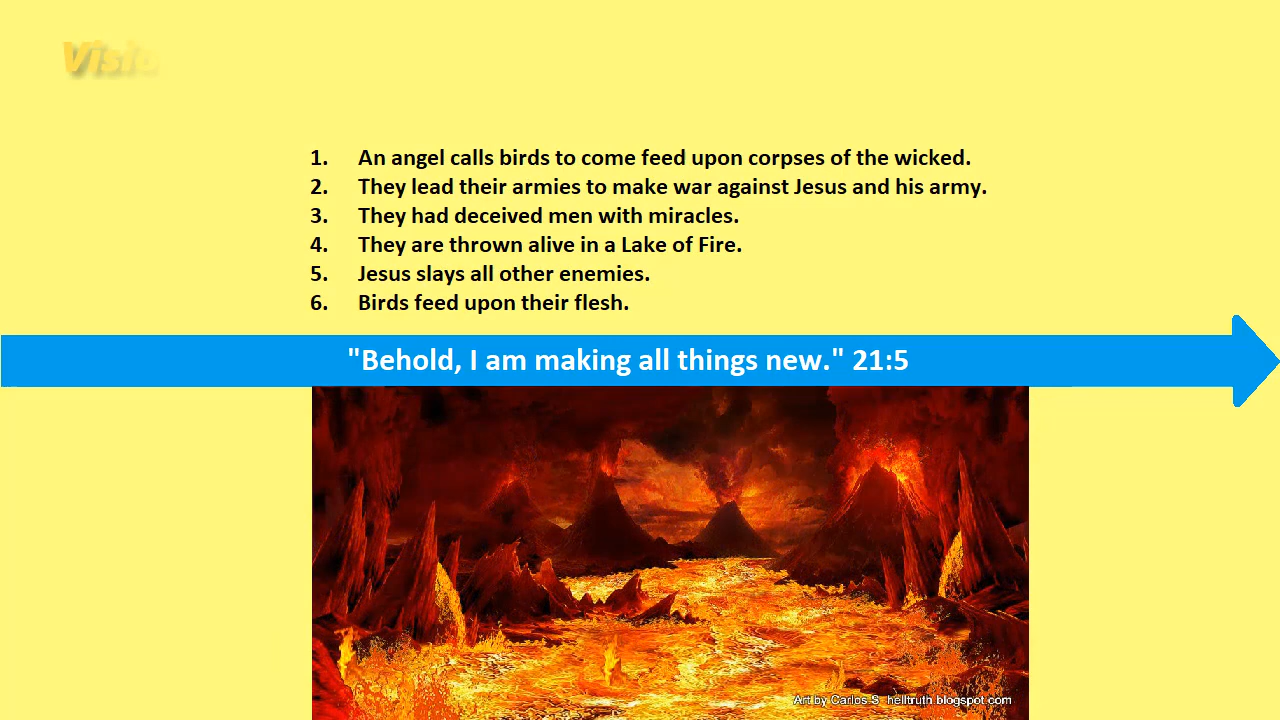 1. An angel calls birds to come feed upon corpses of the wicked.
2. They lead their armies to make war against Jesus and his army.
3. They had deceived men with miracles.
4. They are thrown alive in a Lake of Fire.
5. Jesus slays all other enemies.
6. Birds feed upon their flesh.
"Behold, I am making all things new." 21:5
Art by Carlos S helltruth.blogspot.com